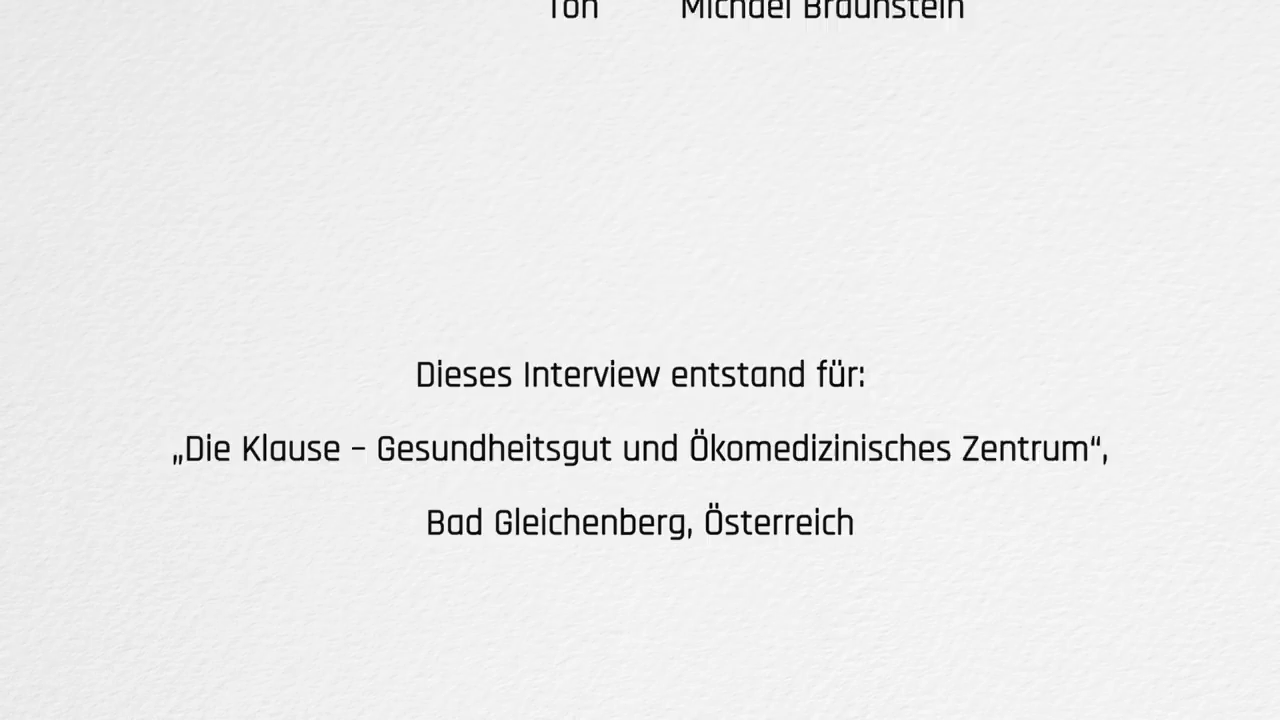 Ton Michael Braunstein
Dieses Interview entstand für:
„Die Klause – Gesundheitsgut und Ökomedizinisches Zentrum“,
Bad Gleichenberg, Österreich